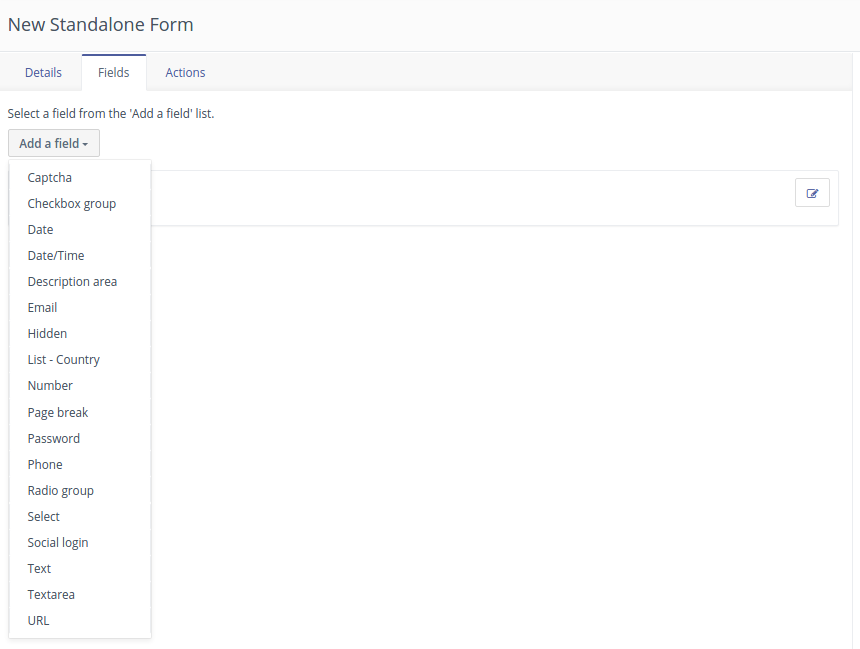 New Standalone Form
Details
Fields
Actions
Select a field from the 'Add a field' list.
Add a field
Captcha
Checkbox group
Date
Date/Time
Description area
Email
Hidden
List - Country
Number
Page break
Password
Phone
Radio group
Select
Social login
Text
Textarea
URL